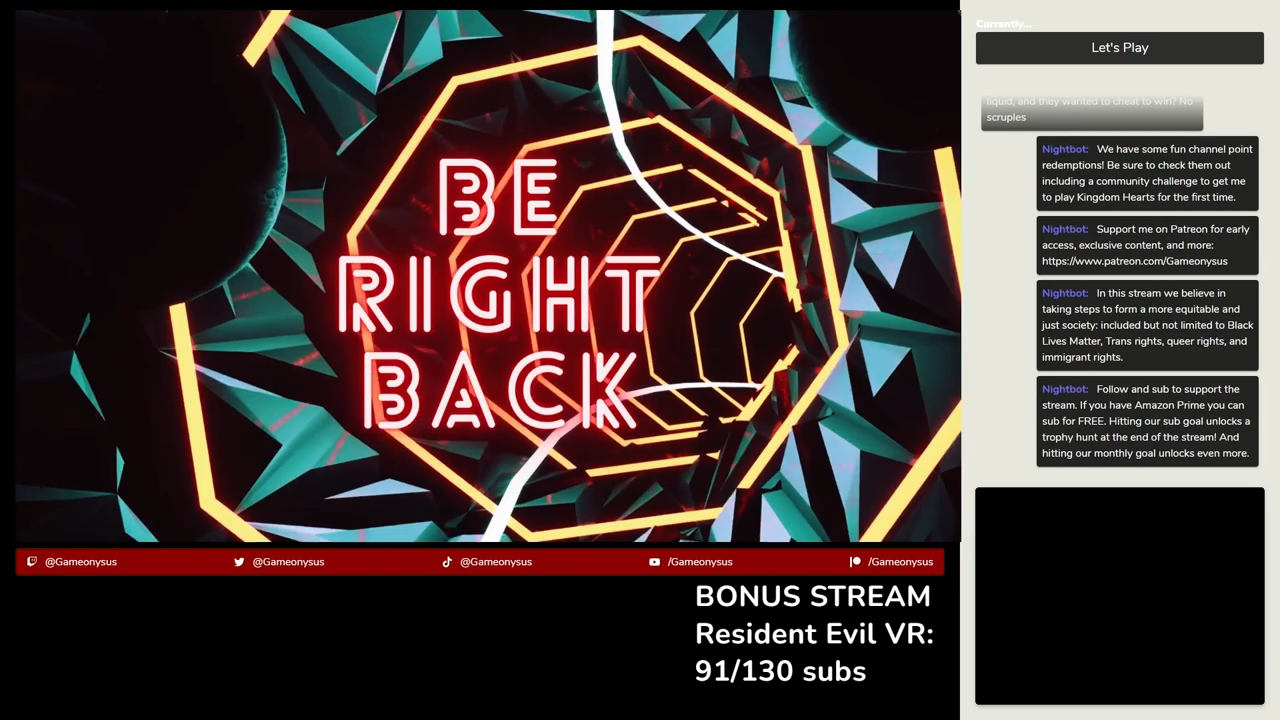 Currently...
Let's Play
liquid, and they wanted to cheat to win? No
scruples
Nightbot: We have some fun channel point
redemptions! Be sure to check them out
including a community challenge to get me
to play Kingdom Hearts for the first time.
Nightbot: Support me on Patreon for early
access, exclusive content, and more:
https://www.patreon.com/Gameonysus
Nightbot: In this stream we believe in
taking steps to form a more equitable and
just society: included but not limited to Black
Lives Matter, Trans rights, queer rights, and
immigrant rights.
Nightbot: Follow and sub to support the
stream. If you have Amazon Prime you can
sub for FREE. Hitting our sub goal unlocks a
trophy hunt at the end of the stream! And
hitting our monthly goal unlocks even more.
BE
RIGHT
BACK
@Gameonysus @Gameonysus @Gameonysus /Gameonysus /Gameonysus
BONUS STREAM
Resident Evil VR:
91/130 subs